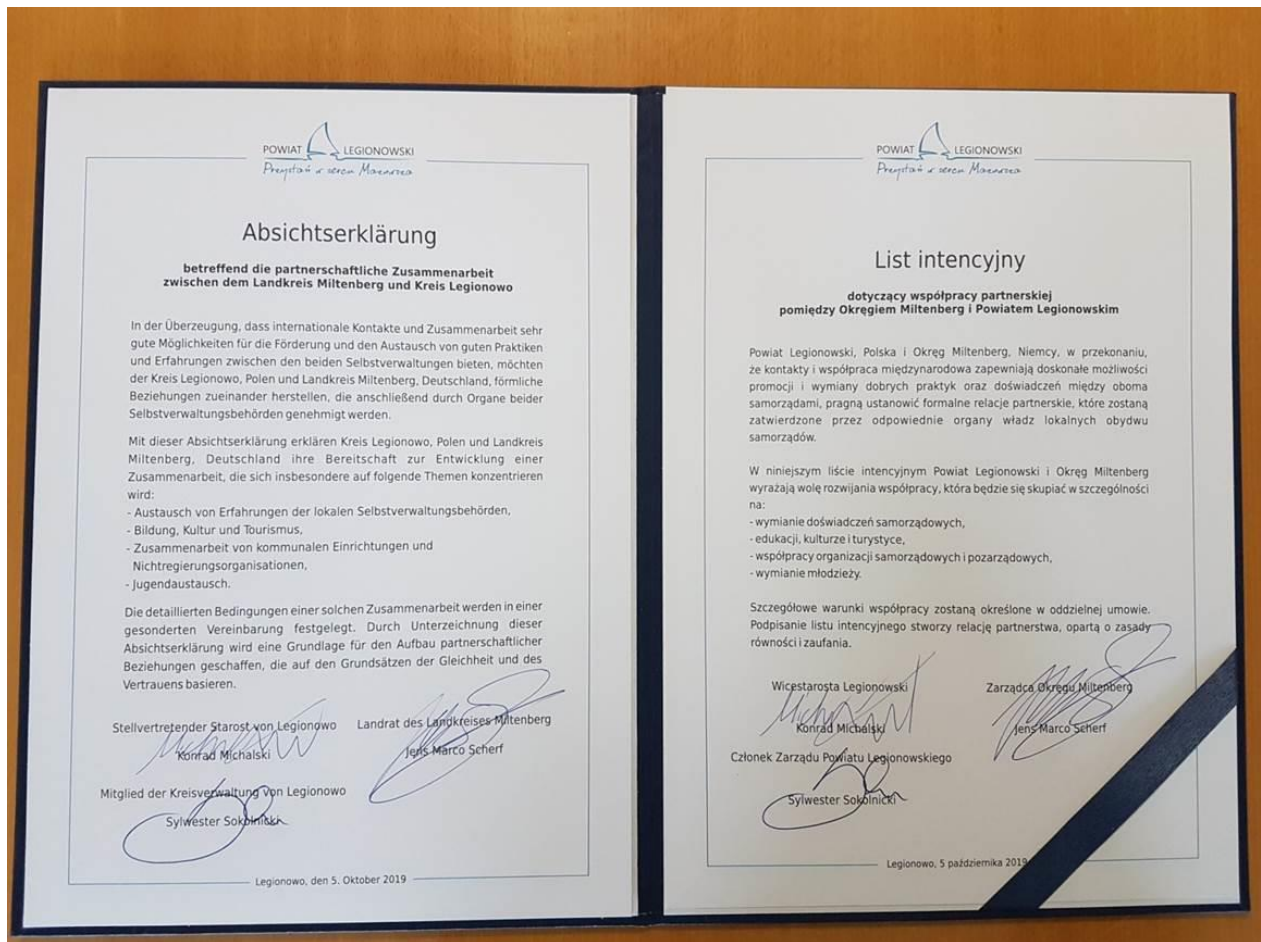 POWIAT LEGIONOWSKI
Przystań w sercu Mazowsza
Absichtserklärung
betreffend die partnerschaftliche Zusammenarbeit
zwischen dem Landkreis Miltenberg und Kreis Legionowo
In der Überzeugung, dass internationale Kontakte und Zusammenarbeit sehr
gute Möglichkeiten für die Förderung und den Austausch von guten Praktiken
und Erfahrungen zwischen den beiden Selbstverwaltungen bieten, möchten
der Kreis Legionowo, Polen und Landkreis Miltenberg, Deutschland, förmliche
Beziehungen zueinander herstellen, die anschließend durch Organe beider
Selbstverwaltungsbehörden genehmigt werden.
Mit dieser Absichtserklärung erklären Kreis Legionowo, Polen und Landkreis
Miltenberg, Deutschland ihre Bereitschaft zur Entwicklung einer
Zusammenarbeit, die sich insbesondere auf folgende Themen konzentrieren
wird:
- Austausch von Erfahrungen der lokalen Selbstverwaltungsbehörden,
- Bildung, Kultur und Tourismus,
- Zusammenarbeit von kommunalen Einrichtungen und
Nichtregierungsorganisationen,
- Jugendaustausch.
Die detaillierten Bedingungen einer solchen Zusammenarbeit werden in einer
gesonderten Vereinbarung festgelegt. Durch Unterzeichnung dieser
Absichtserklärung wird eine Grundlage für den Aufbau partnerschaftlicher
Beziehungen geschaffen, die auf den Grundsätzen der Gleichheit und des
Vertrauens basieren.
Stellvertretender Starost von Legionowo
Konrad Michalski
Landrat des Landkreises Miltenberg
Jens Marco Scherf
Mitglied der Kreisverwaltung von Legionowo
Sylwester Sokolnicki
Legionowo, den 5. Oktober 2019
POWIAT LEGIONOWSKI
Przystań w sercu Mazowsza
List intencyjny
dotyczący współpracy partnerskiej
pomiędzy Okręgiem Miltenberg i Powiatem Legionowskim
Powiat Legionowski, Polska i Okręg Miltenberg, Niemcy, w przekonaniu,
że kontakty i współpraca międzynarodowa zapewniają doskonałe możliwości
promocji i wymiany dobrych praktyk oraz doświadczeń między oboma
samorządami, pragną ustanowić formalne relacje partnerskie, które zostaną
zatwierdzone przez odpowiednie organy władz lokalnych obydwu
samorządów.
W niniejszym liście intencyjnym Powiat Legionowski i Okręg Miltenberg
wyrażają wolę rozwijania współpracy, która będzie się skupiać w szczególności
na:
- wymianie doświadczeń samorządowych,
- edukacji, kulturze i turystyce,
- współpracy organizacji samorządowych i pozarządowych,
- wymianie młodzieży.
Szczegółowe warunki współpracy zostaną określone w oddzielnej umowie.
Podpisanie listu intencyjnego stworzy relację partnerstwa, opartą o zasady
równości i zaufania.
Wicestarosta Legionowski
Konrad Michalski
Zarządca Okręgu Miltenberg
Jens Marco Scherf
Członek Zarządu Powiatu Legionowskiego
Sylwester Sokolnicki
Legionowo, 5 października 2019